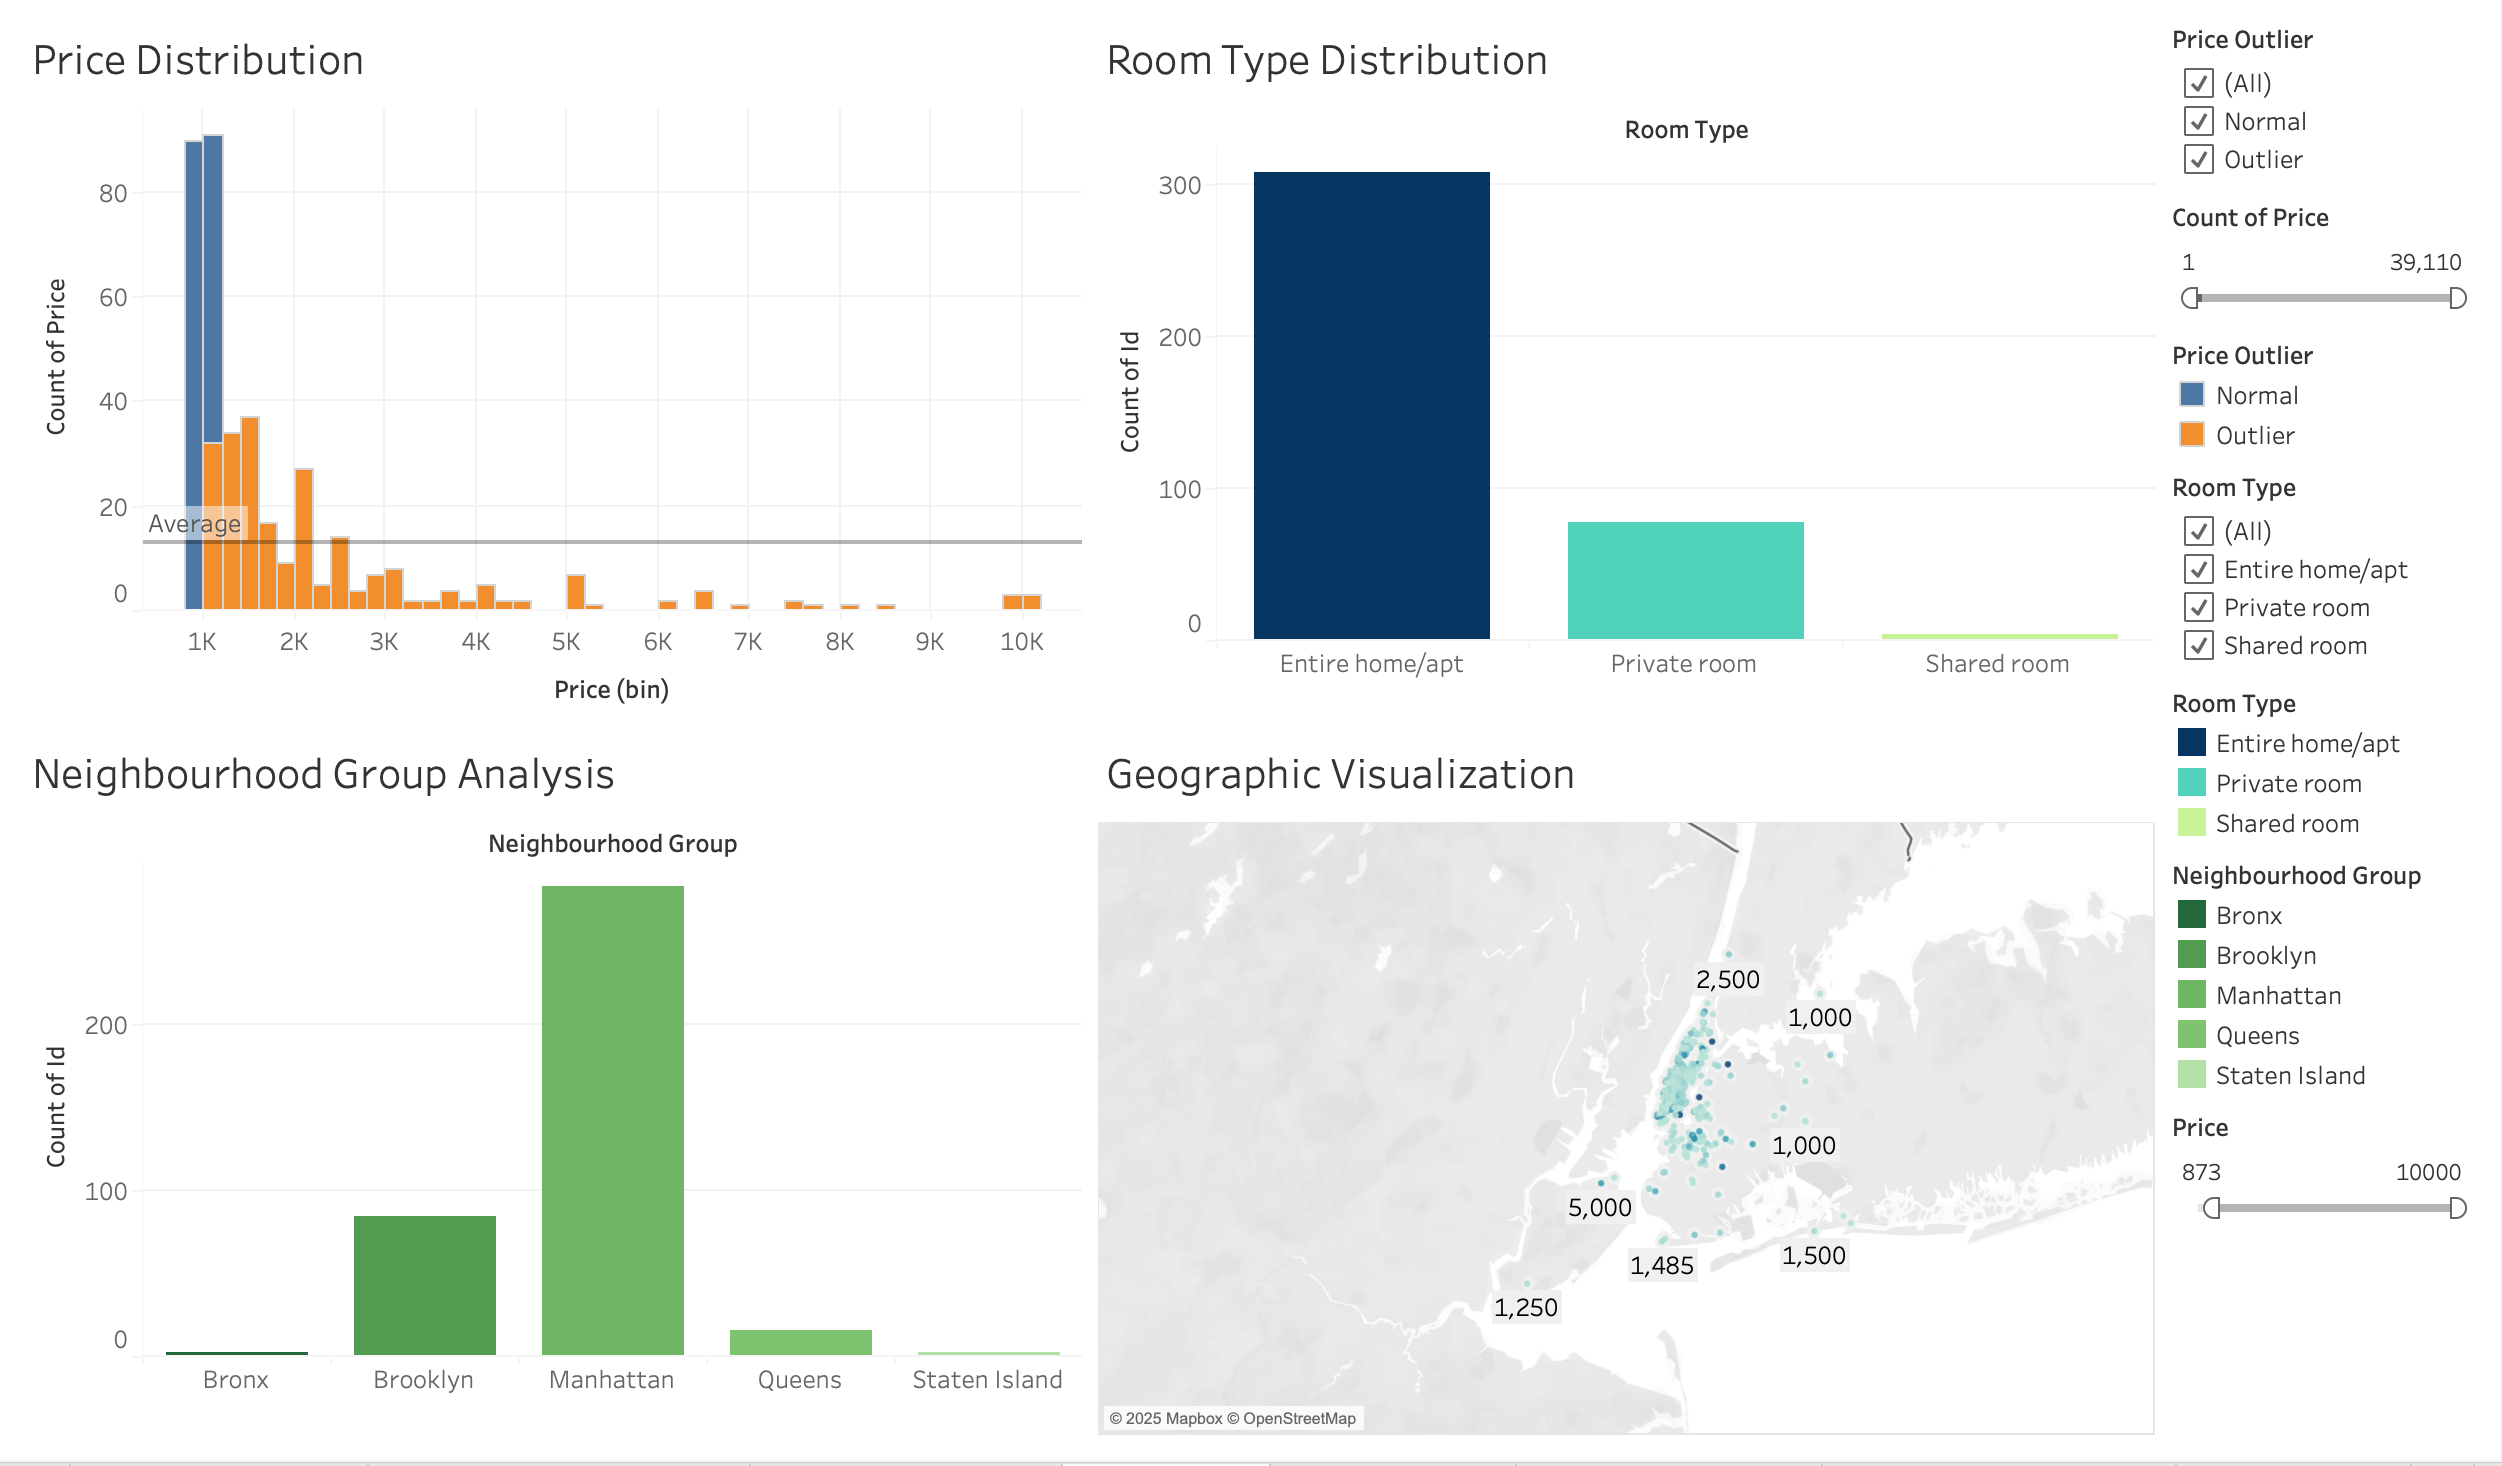 Price Distribution
80
60
40
20
0
Count of Price
Average
1K 2K 3K 4K 5K 6K 7K 8K 9K 10K
Price (bin)
Room Type Distribution
Room Type
300
200
100
0
Count of Id
Entire home/apt Private room Shared room
Neighbourhood Group Analysis
Neighbourhood Group
200
100
0
Count of Id
Bronx Brooklyn Manhattan Queens Staten Island
Geographic Visualization
2,500
1,000
1,000
5,000
1,485
1,500
1,250
© 2025 Mapbox © OpenStreetMap
Price Outlier
(All)
Normal
Outlier
Count of Price
1 39,110
Price Outlier
Normal
Outlier
Room Type
(All)
Entire home/apt
Private room
Shared room
Room Type
Entire home/apt
Private room
Shared room
Neighbourhood Group
Bronx
Brooklyn
Manhattan
Queens
Staten Island
Price
873 10000